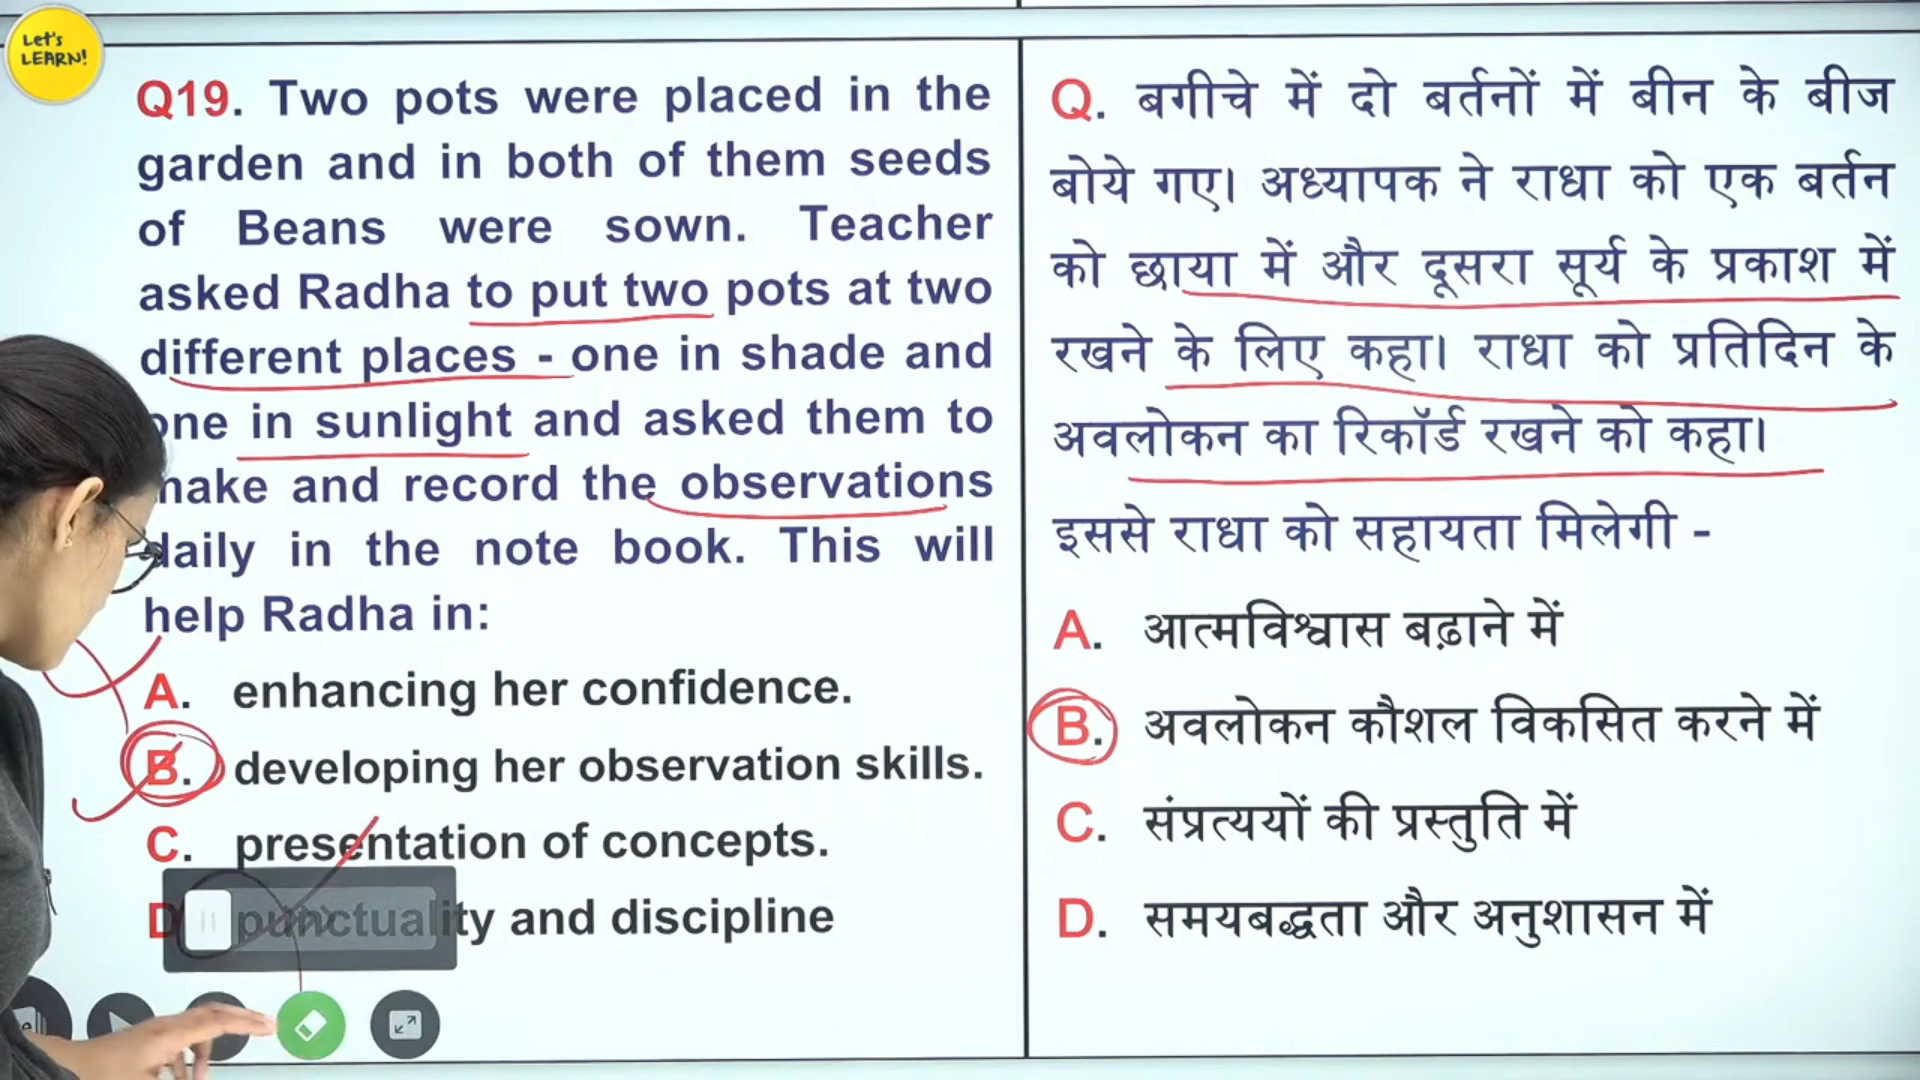 Let's
LEARN!
Q19. Two pots were placed in the
garden and in both of them seeds
of Beans were sown. Teacher
asked Radha to put two pots at two
different places - one in shade and
one in sunlight and asked them to
make and record the observations
daily in the note book. This will
help Radha in:
A. enhancing her confidence.
B. developing her observation skills.
C. presentation of concepts.
D punctuality and discipline
Q. बगीचे में दो बर्तनों में बीन के बीज
बोये गए। अध्यापक ने राधा को एक बर्तन
को छाया में और दूसरा सूर्य के प्रकाश में
रखने के लिए कहा। राधा को प्रतिदिन के
अवलोकन का रिकॉर्ड रखने को कहा।
इससे राधा को सहायता मिलेगी -
A. आत्मविश्वास बढ़ाने में
B. अवलोकन कौशल विकसित करने में
C. संप्रत्ययों की प्रस्तुति में
D. समयबद्धता और अनुशासन में